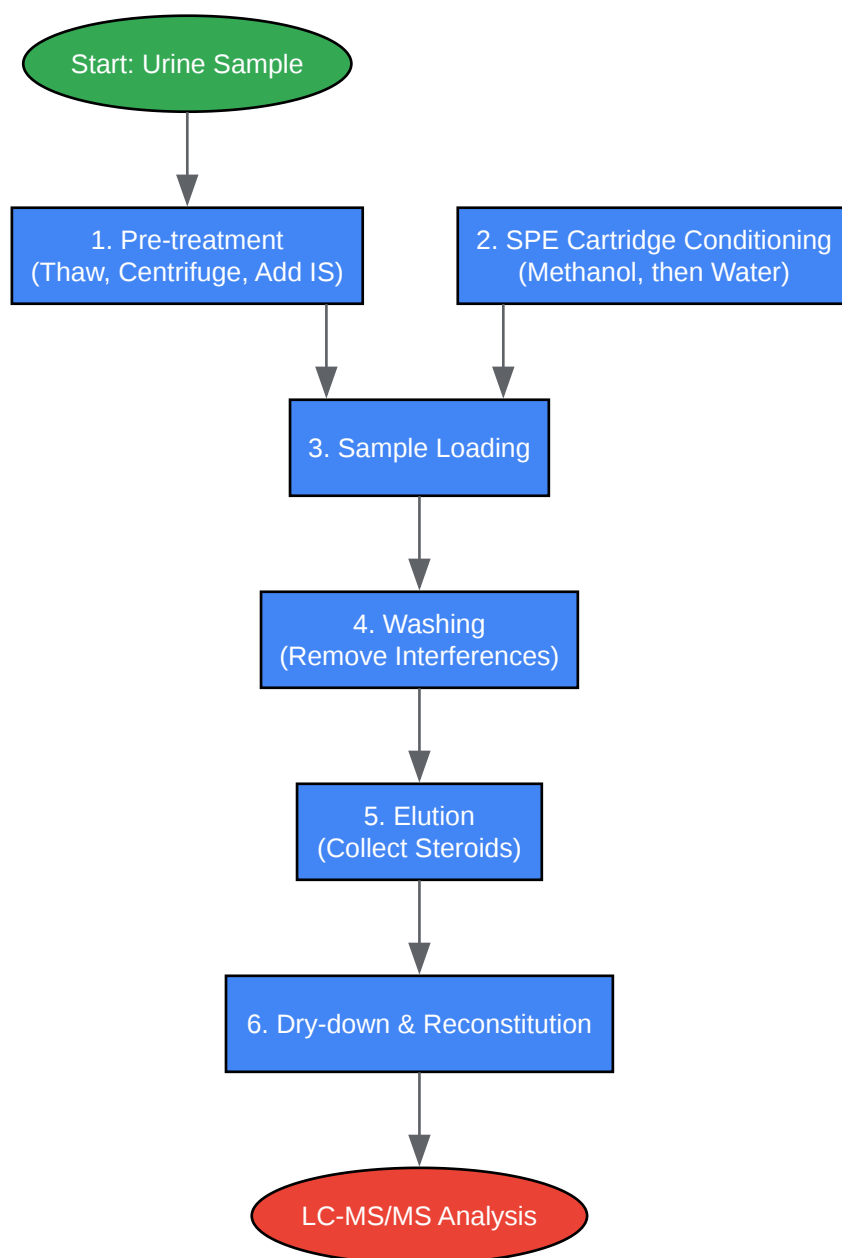 Start: Urine Sample
1. Pre-treatment
(Thaw, Centrifuge, Add IS)
2. SPE Cartridge Conditioning
(Methanol, then Water)
3. Sample Loading
4. Washing
(Remove Interferences)
5. Elution
(Collect Steroids)
6. Dry-down & Reconstitution
LC-MS/MS Analysis